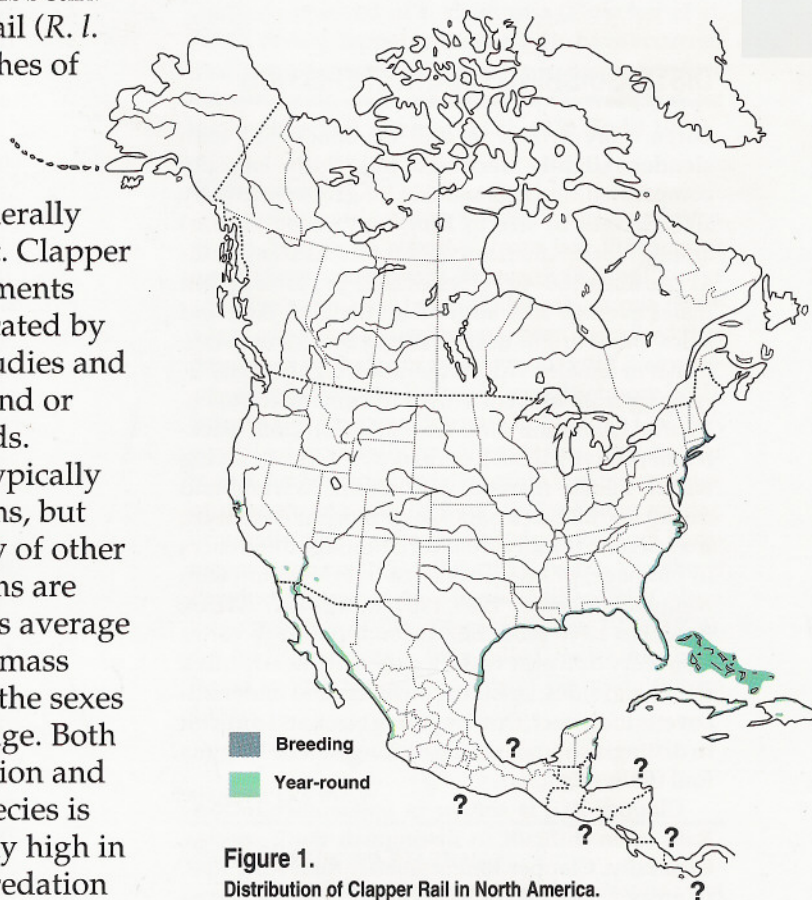 ail (R. l.
hes of
erally
. Clapper
ments
ated by
udies and
nd or
ds.
ypically
ns, but
y of other
ns are
s average
mass
the sexes
ge. Both
ion and
ecies is
y high in
redation
Breeding
Year-round
?
?
?
?
?
?
Figure 1.
Distribution of Clapper Rail in North America.